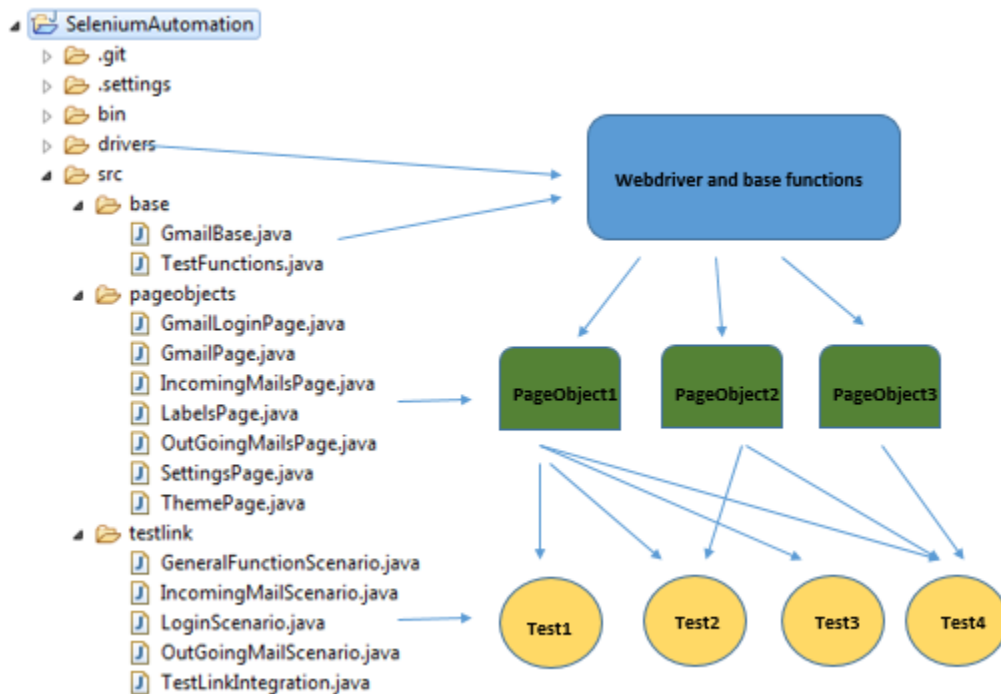 SeleniumAutomation
.git
.settings
bin
drivers
src
base
GmailBase.java
TestFunctions.java
pageobjects
GmailLoginPage.java
GmailPage.java
IncomingMailsPage.java
LabelsPage.java
OutGoingMailsPage.java
SettingsPage.java
ThemePage.java
testlink
GeneralFunctionScenario.java
IncomingMailScenario.java
LoginScenario.java
OutGoingMailScenario.java
TestLinkIntegration.java
Webdriver and base functions
PageObject1
PageObject2
PageObject3
Test1
Test2
Test3
Test4